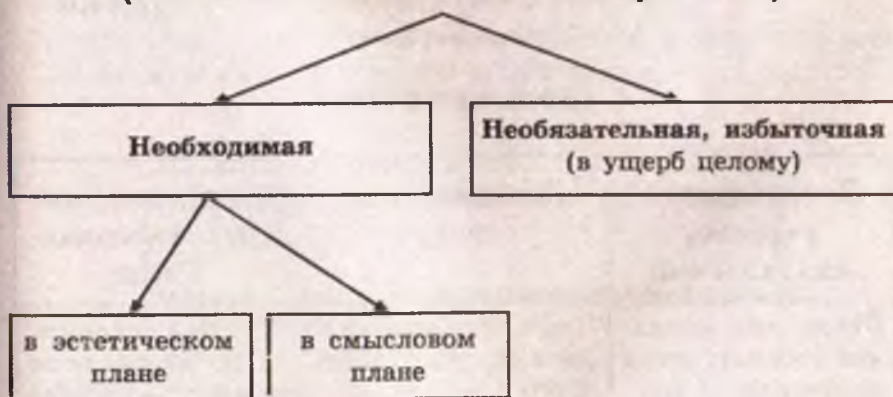 Необходимая
Необязательная, избыточная
(в ущерб целому)
в эстетическом
плане
в смысловом
плане